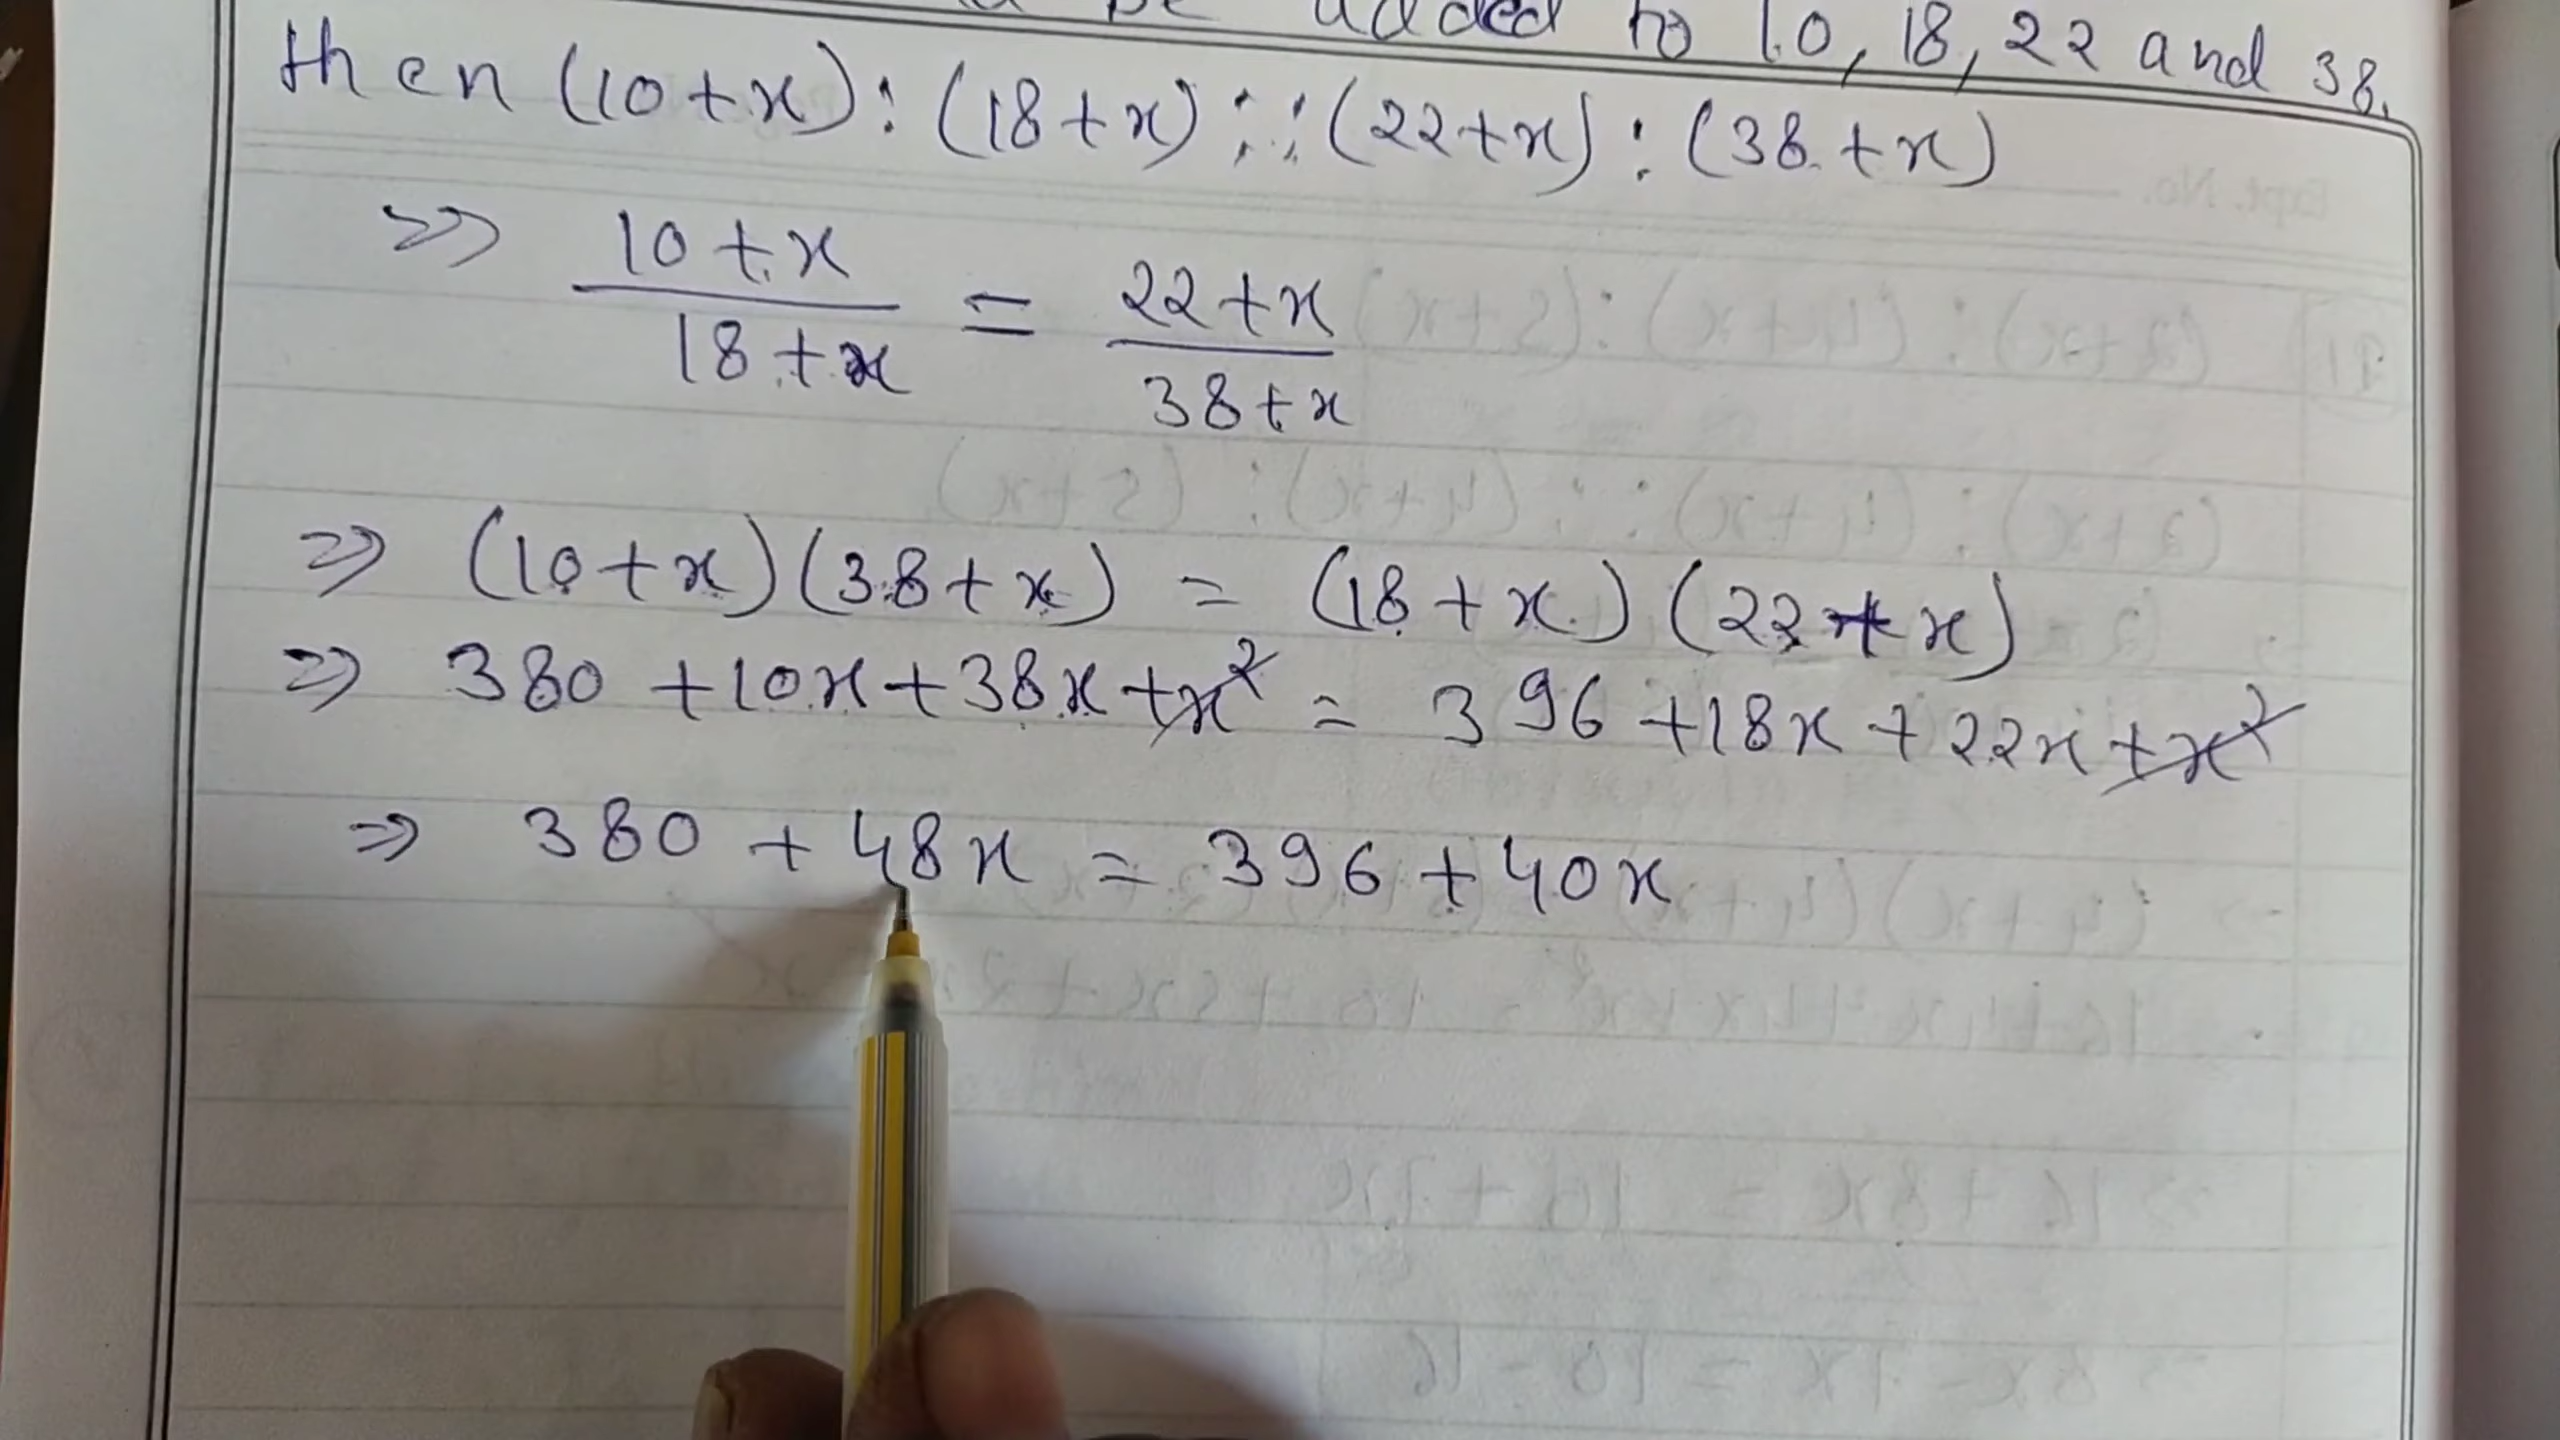 be added to 10, 18, 22 and 38.
then (10+x) : (18+x) :: (22+x) : (38+x)
⇒ 10+x / 18+x = 22+x / 38+x
⇒ (10+x)(38+x) = (18+x)(22+x)
⇒ 380 + 10x + 38x + x² = 396 + 18x + 22x + x²
⇒ 380 + 48x = 396 + 40x